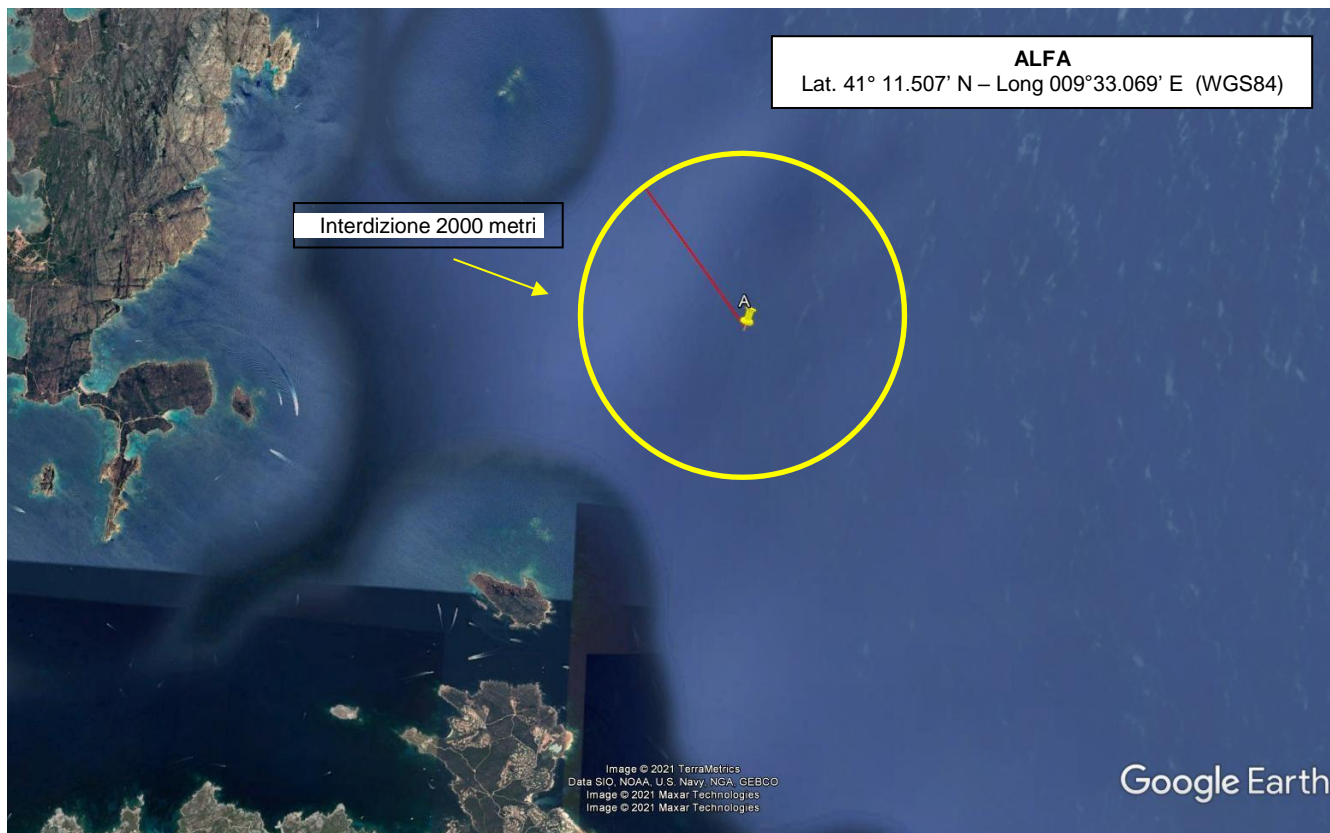 ALFA
Lat. 41° 11.507’ N – Long 009°33.069’ E (WGS84)
Interdizione 2000 metri
A
Image © 2021 TerraMetrics
Data SIO, NOAA, U.S. Navy, NGA, GEBCO
Image © 2021 Maxar Technologies
Image © 2021 Maxar Technologies
Google Earth